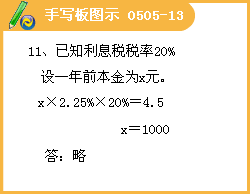 手写板图示 0505-13
11、已知利息税税率20%
设一年前本金为x元。
x×2.25%×20%=4.5
x=1000
答：略